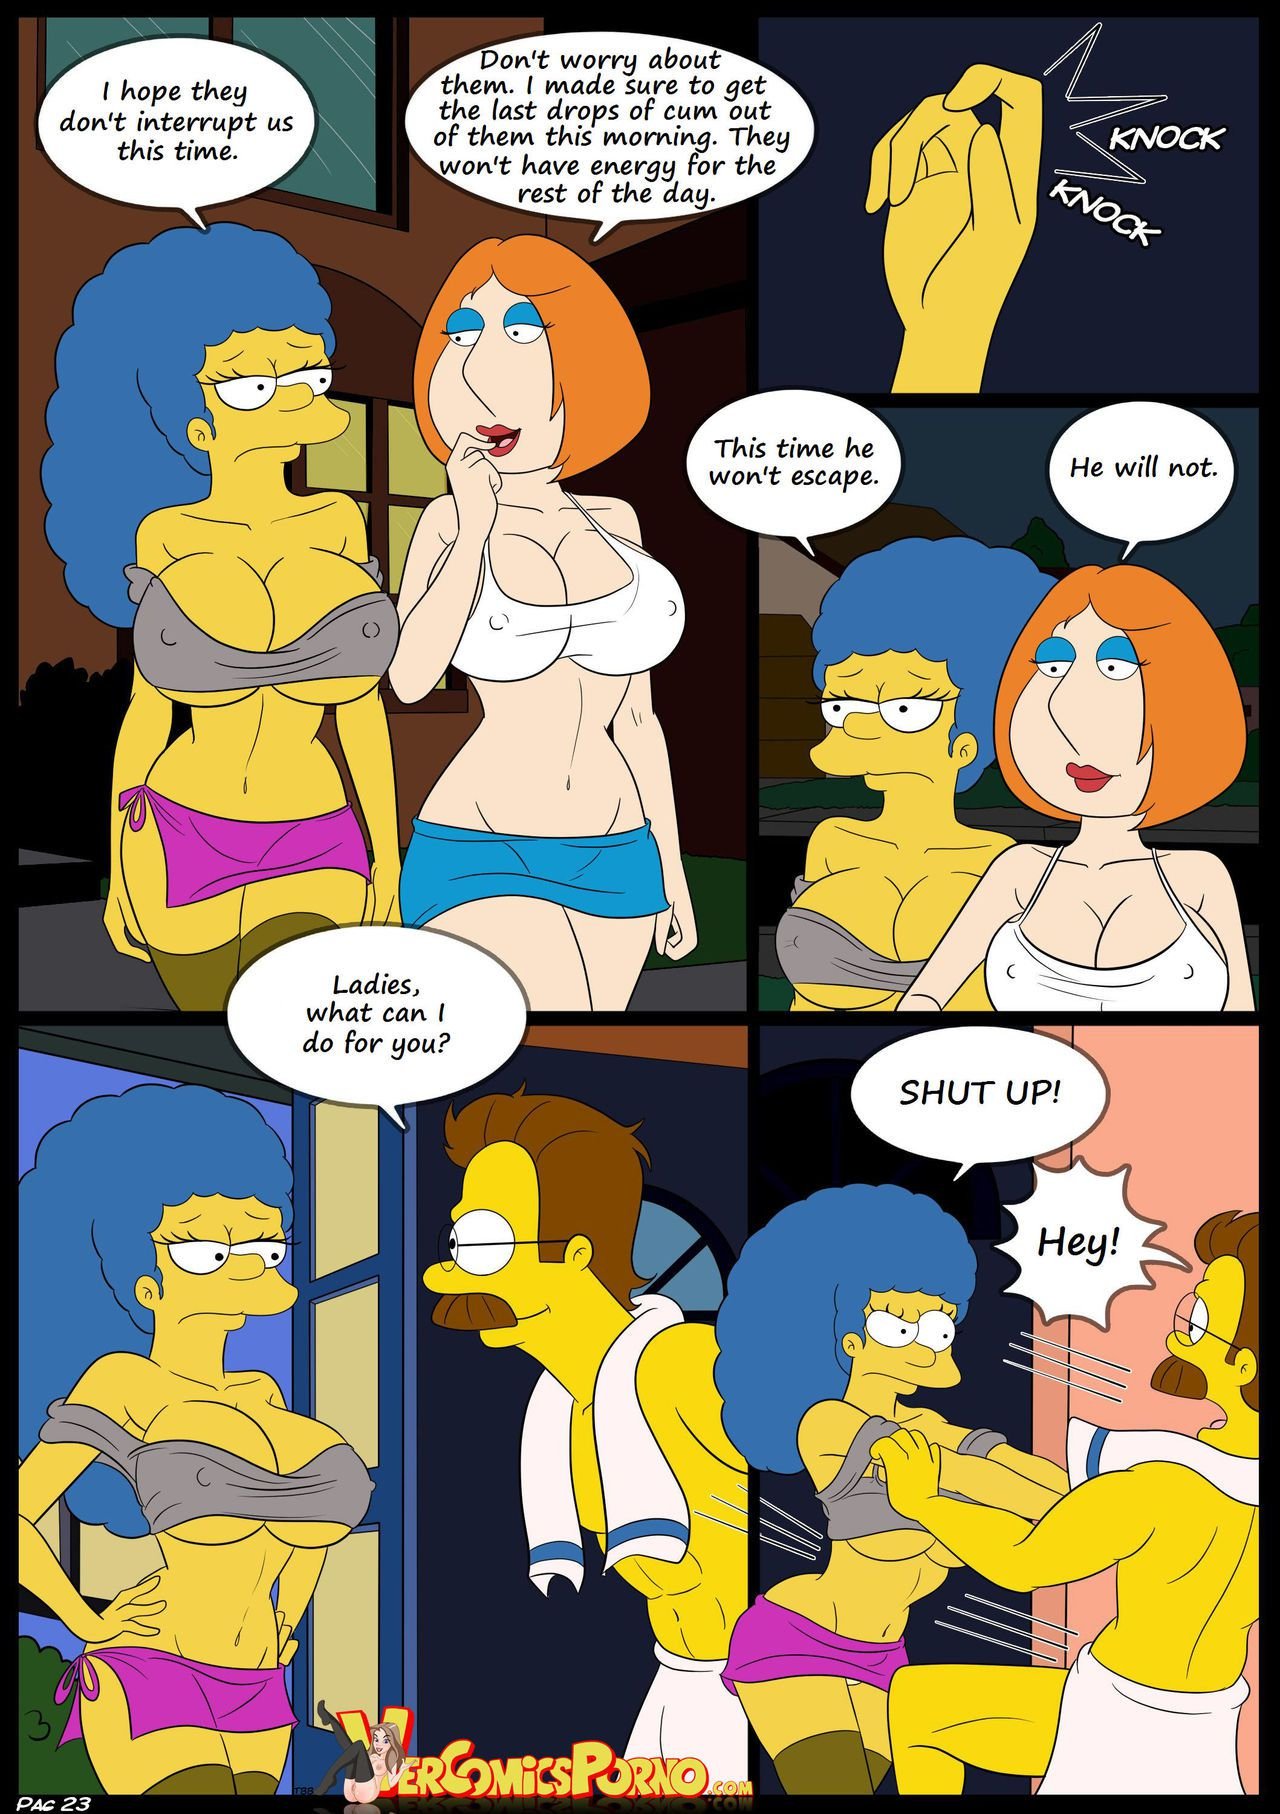 I hope they
don't interrupt us
this time.
Don't worry about
them. I made sure to get
the last drops of cum out
of them this morning. They
won't have energy for the
rest of the day.
KNOCK
KNOCK
This time he
won't escape.
He will not.
Ladies,
what can I
do for you?
SHUT UP!
Hey!
VERCOMICSPORNO.COM
TBB
PAG 23